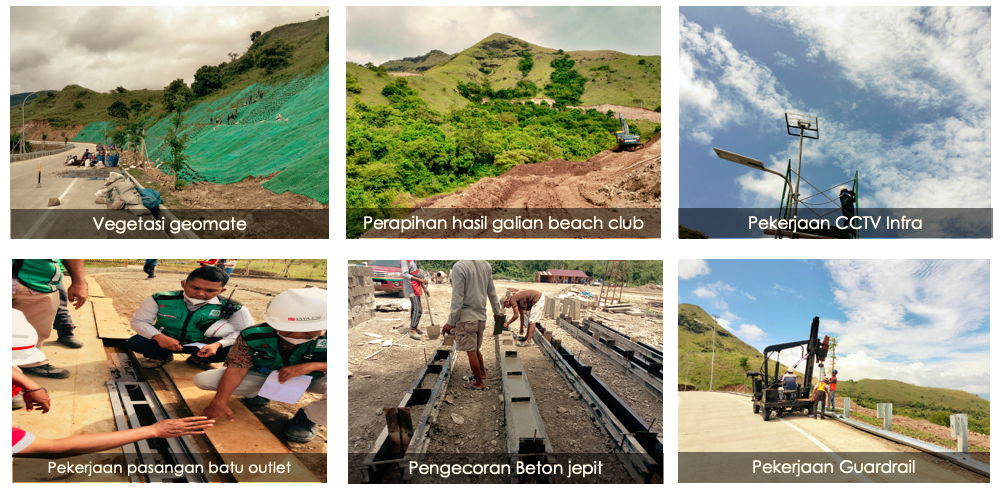 Vegetasi geomate
Perapihan hasil galian beach club
Pekerjaan CCTV Infra
Pekerjaan pasangan batu outlet
Pengecoran Beton jepit
Pekerjaan Guardrail